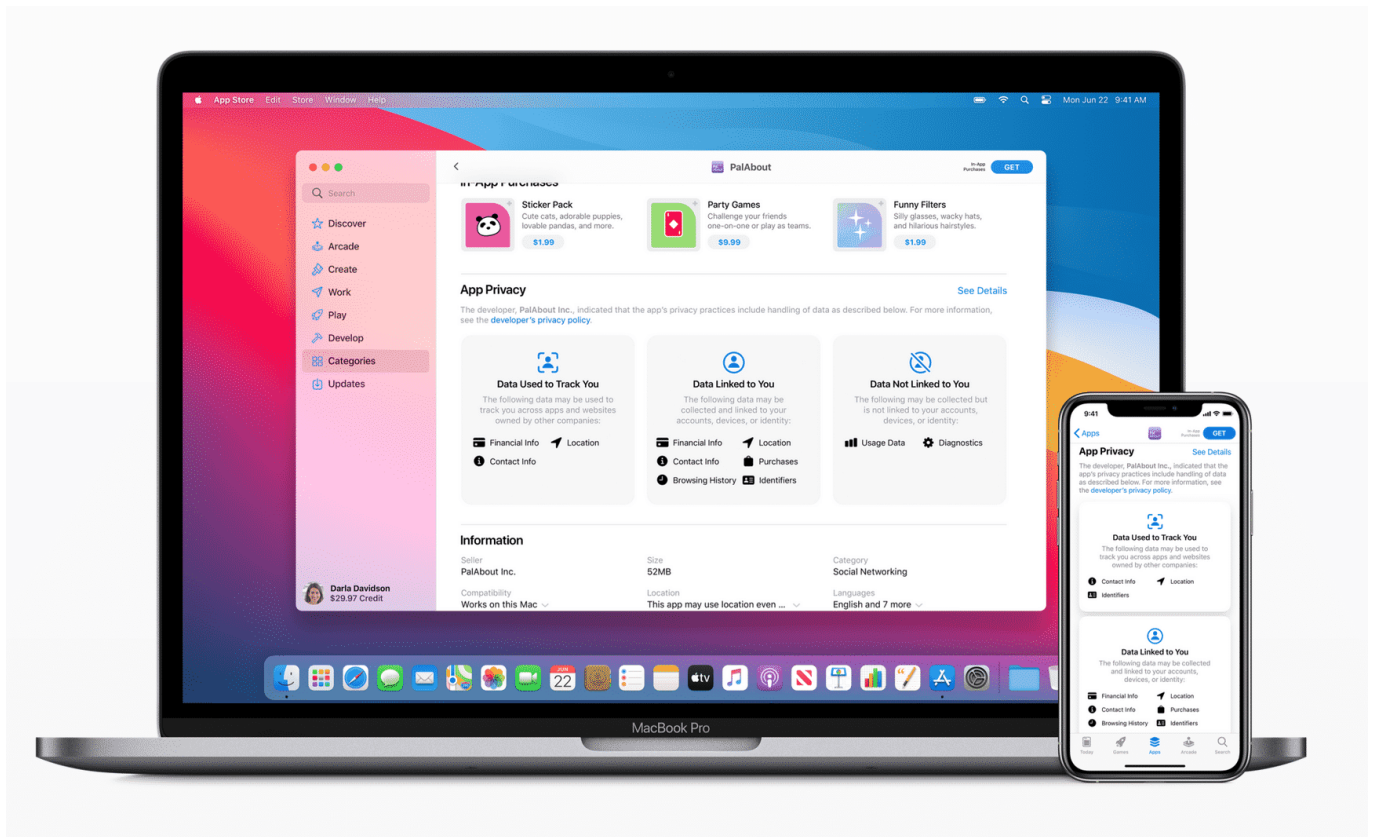 App Store Edit Store Window Help
Mon Jun 22 9:41 AM
Search
Discover
Arcade
Create
Work
Play
Develop
Categories
Updates
Darla Davidson
$29.97 Credit
PalAbout
In-App
Purchases
GET
In-App Purchases
Sticker Pack
Cute cats, adorable puppies,
lovable pandas, and more.
$1.99
Party Games
Challenge your friends
one-on-one or play as teams.
$9.99
Funny Filters
Silly glasses, wacky hats,
and hilarious hairstyles.
$1.99
App Privacy
See Details
The developer, PalAbout Inc., indicated that the app's privacy practices include handling of data as described below. For more information,
see the developer's privacy policy.
Data Used to Track You
The following data may be used to
track you across apps and websites
owned by other companies:
Financial Info Location
Contact Info
Data Linked to You
The following data may be
collected and linked to your
accounts, devices, or identity:
Financial Info Location
Contact Info Purchases
Browsing History Identifiers
Data Not Linked to You
The following may be collected but
is not linked to your accounts,
devices, or identity:
Usage Data Diagnostics
Information
Seller
PalAbout Inc.
Size
52MB
Category
Social Networking
Compatibility
Works on this Mac
Location
This app may use location even ...
Languages
English and 7 more
JUN
22
tv
MacBook Pro
9:41
Apps
In-App
Purchases
GET
App Privacy
See Details
The developer, PalAbout Inc., indicated that the
app's privacy practices include handling of data
as described below. For more information, see
the developer's privacy policy.
Data Used to Track You
The following data may be used to
track you across apps and websites
owned by other companies:
Contact Info Location
Identifiers
Data Linked to You
The following data may be collected
and linked to your accounts,
devices, or identity:
Financial Info Location
Contact Info Purchases
Browsing History Identifiers
Today Games Apps Arcade Search